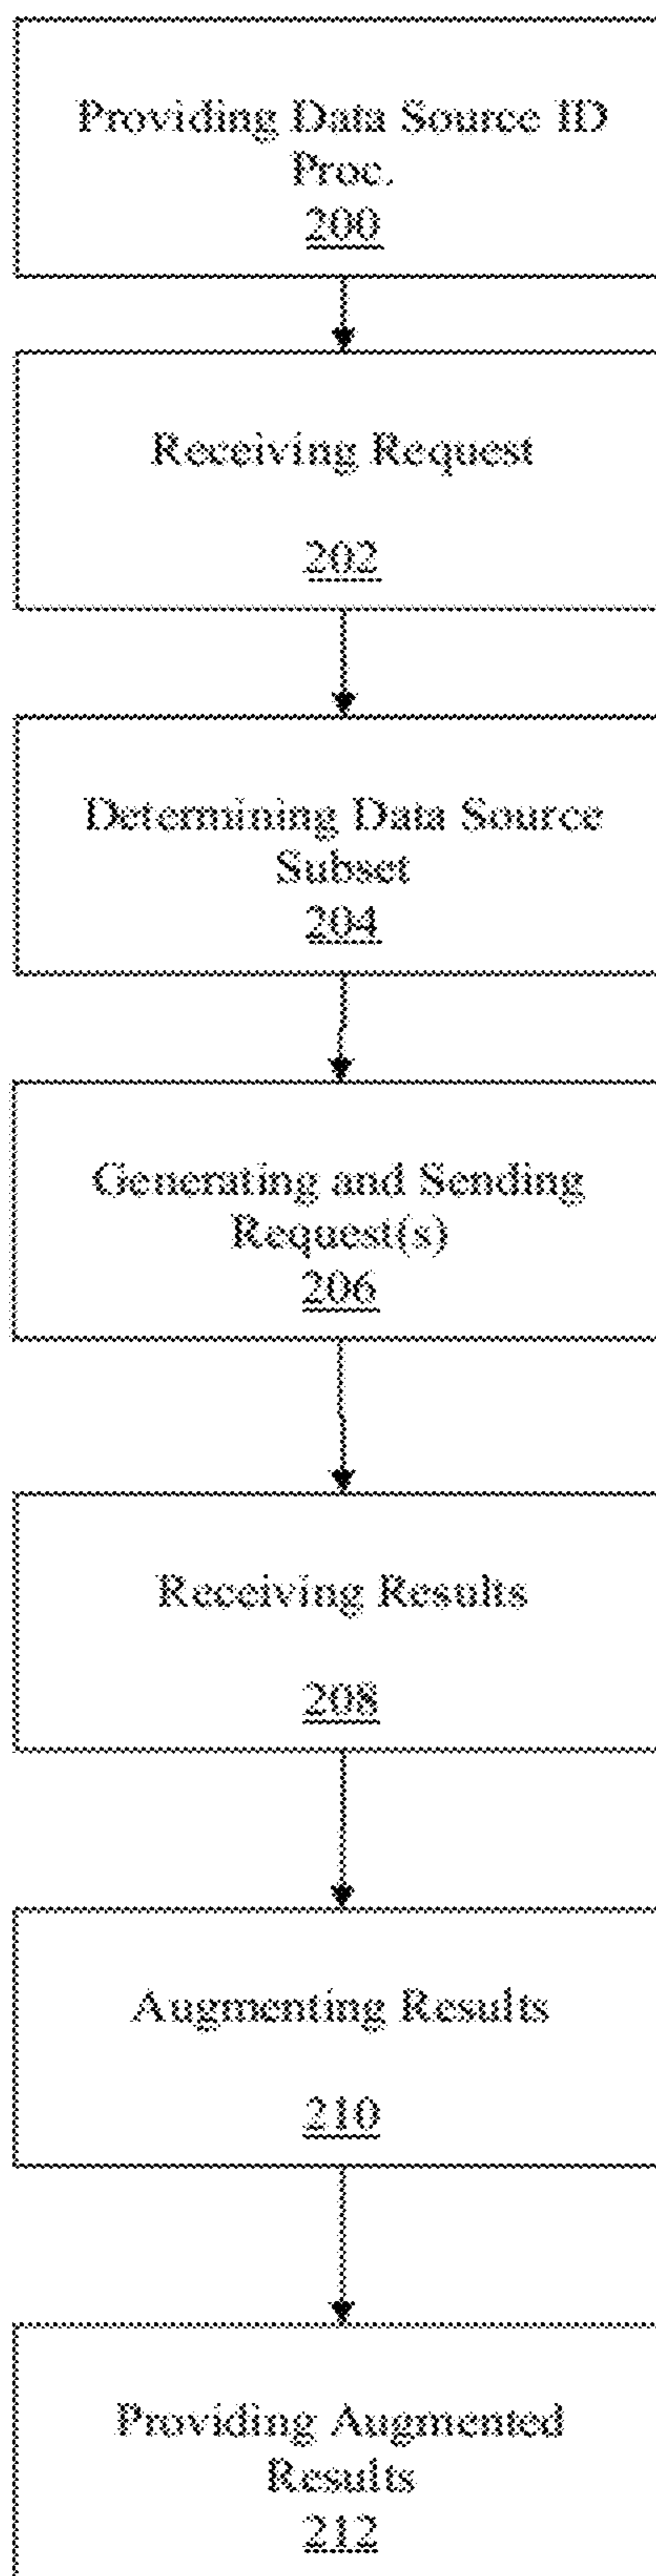 Providing Data Source ID
Proc.
200
Receiving Request
202
Determining Data Source
Subset
204
Generating and Sending
Request(s)
206
Receiving Results
208
Augmenting Results
210
Providing Augmented
Results
212